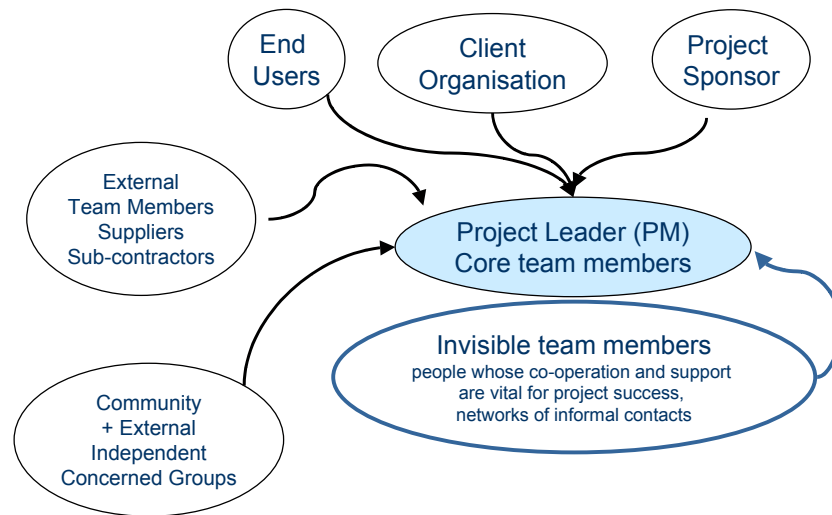 End
Users
Client
Organisation
Project
Sponsor
External
Team Members
Suppliers
Sub-contractors
Project Leader (PM)
Core team members
Invisible team members
people whose co-operation and support
are vital for project success,
networks of informal contacts
Community
+ External
Independent
Concerned Groups